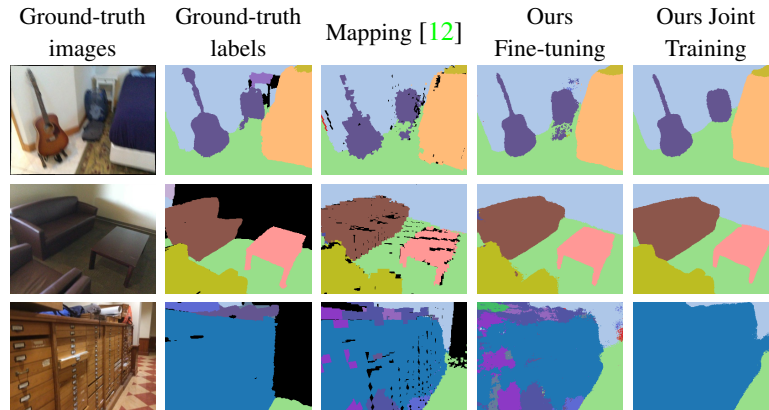 Ground-truth
images
Ground-truth
labels
Mapping [12]
Ours
Fine-tuning
Ours Joint
Training